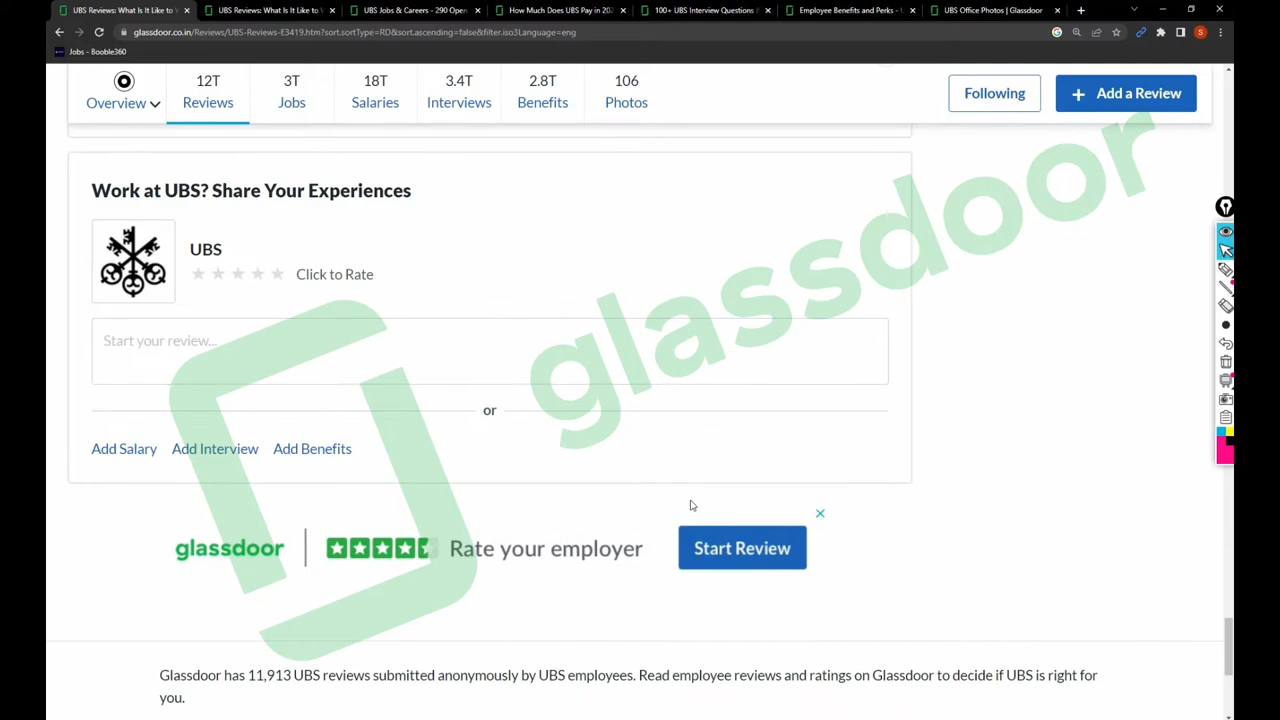 UBS Reviews: What Is It Like to
UBS Reviews: What Is It Like to W
UBS Jobs & Careers - 290 Open
How Much Does UBS Pay in 202
100+ UBS Interview Questions
Employee Benefits and Perks - U
UBS Office Photos | Glassdoor
glassdoor.co.in/Reviews/UBS-Reviews-E3419.htm?sort.sortType=RD&sort.ascending=false&filter.iso3Language=eng
S
Jobs - Booble360
Overview
12T
Reviews
3T
Jobs
18T
Salaries
3.4T
Interviews
2.8T
Benefits
106
Photos
Following
+ Add a Review
Work at UBS? Share Your Experiences
UBS
Click to Rate
Start your review...
or
Add Salary Add Interview Add Benefits
glassdoor
glassdoor Rate your employer Start Review
Glassdoor has 11,913 UBS reviews submitted anonymously by UBS employees. Read employee reviews and ratings on Glassdoor to decide if UBS is right for
you.